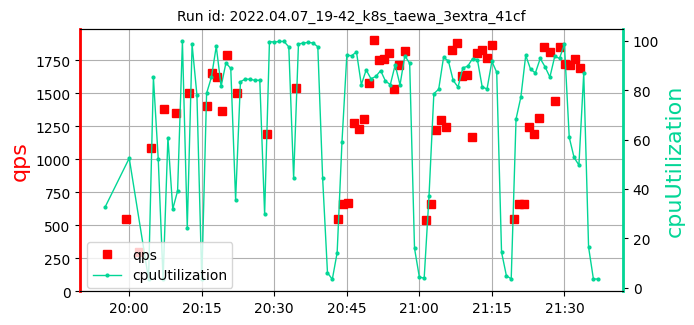 Run id: 2022.04.07_19-42_k8s_taewa_3extra_41cf
qps
1750
1500
1250
1000
750
500
250
0
100
80
60
40
20
0
cpuUtilization
qps
cpuUtilization
20:00 20:15 20:30 20:45 21:00 21:15 21:30